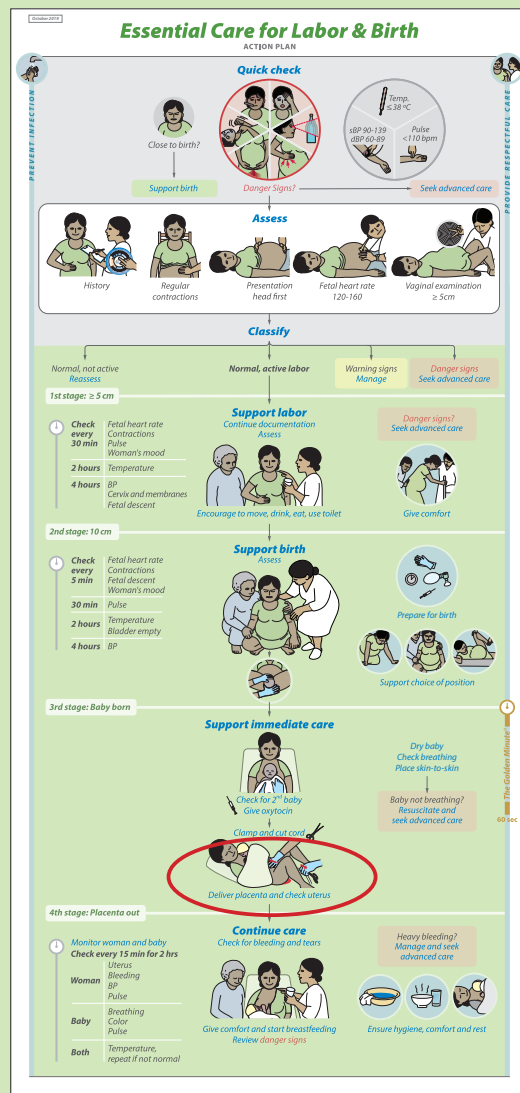 October 2019
Essential Care for Labor & Birth
ACTION PLAN
PREVENT INFECTION
PROVIDE RESPECTFUL CARE
Quick check
Close to birth?
Temp.
≤38 ºC
sBP 90-139
dBP 60-89
Pulse
<110 bpm
Support birth
Danger Signs?
Seek advanced care
Assess
History
Regular
contractions
Presentation
head first
Fetal heart rate
120-160
Vaginal examination
≥ 5cm
Classify
Normal, not active
Reassess
Normal, active labor
Warning signs
Manage
Danger signs
Seek advanced care
1st stage: ≥ 5 cm
Check
every
30 min
Fetal heart rate
Contractions
Pulse
Woman's mood
2 hours
Temperature
4 hours
BP
Cervix and membranes
Fetal descent
Support labor
Continue documentation
Assess
Encourage to move, drink, eat, use toilet
Danger signs?
Seek advanced care
Give comfort
2nd stage: 10 cm
Check
every
5 min
Fetal heart rate
Contractions
Fetal descent
Woman's mood
30 min
Pulse
2 hours
Temperature
Bladder empty
4 hours
BP
Support birth
Assess
Prepare for birth
Support choice of position
3rd stage: Baby born
Support immediate care
Check for 2nd baby
Give oxytocin
Clamp and cut cord
Deliver placenta and check uterus
Dry baby
Check breathing
Place skin-to-skin
Baby not breathing?
Resuscitate and
seek advanced care
The Golden Minute®
60 sec
4th stage: Placenta out
Monitor woman and baby
Check every 15 min for 2 hrs
Woman
Uterus
Bleeding
BP
Pulse
Baby
Breathing
Color
Pulse
Both
Temperature,
repeat if not normal
Continue care
Check for bleeding and tears
Give comfort and start breastfeeding
Review danger signs
Heavy bleeding?
Manage and seek
advanced care
Ensure hygiene, comfort and rest